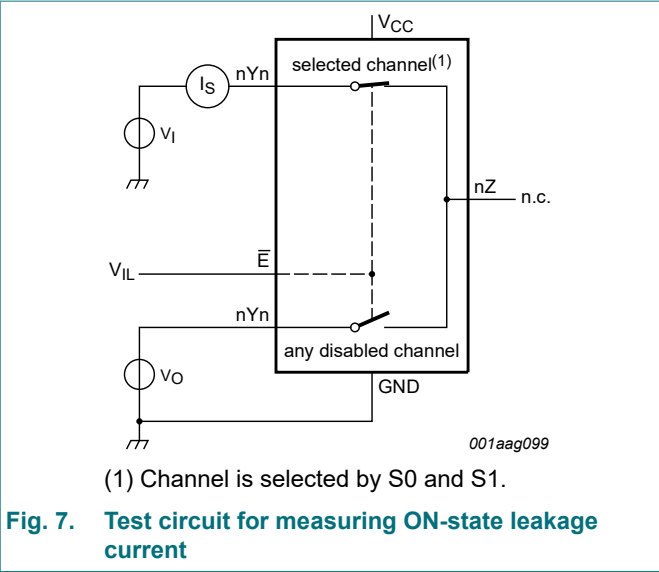 VCC
selected channel(1)
IS
nYn
VI
nZ
n.c.
E̅
VIL
nYn
any disabled channel
VO
GND
001aag099
(1) Channel is selected by S0 and S1.
Fig. 7. Test circuit for measuring ON-state leakage
current